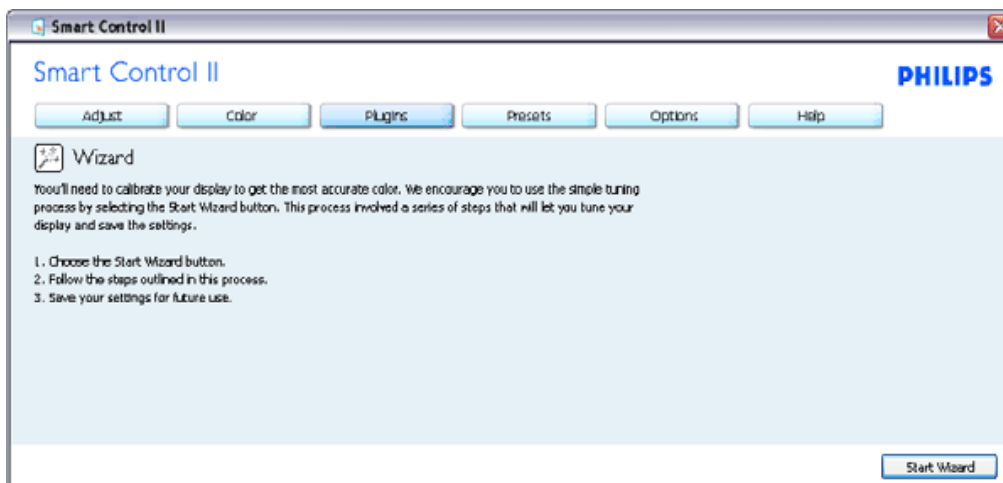 Smart Control II
Smart Control II
PHILIPS
Adjust Color Plugins Presets Options Help
Wizard
Yoou'll need to calibrate your display to get the most accurate color. We encourage you to use the simple tuning
process by selecting the Start Wizard button. This process involved a series of steps that will let you tune your
display and save the settings.
1. Choose the Start Wizard button.
2. Follow the steps outlined in this process.
3. Save your settings for future use.
Start Wizard